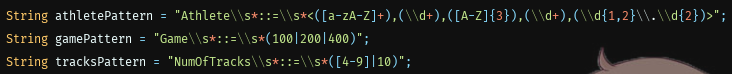 String athletePattern = "Athlete\\s*::=\\s*<([a-zA-Z]+),(\\d+),([A-Z]{3}),(\\d+),(\\d{1,2}\\.\\d{2})>";
String gamePattern = "Game\\s*::=\\s*(100|200|400)";
String tracksPattern = "NumOfTracks\\s*::=\\s*([4-9]|10)";